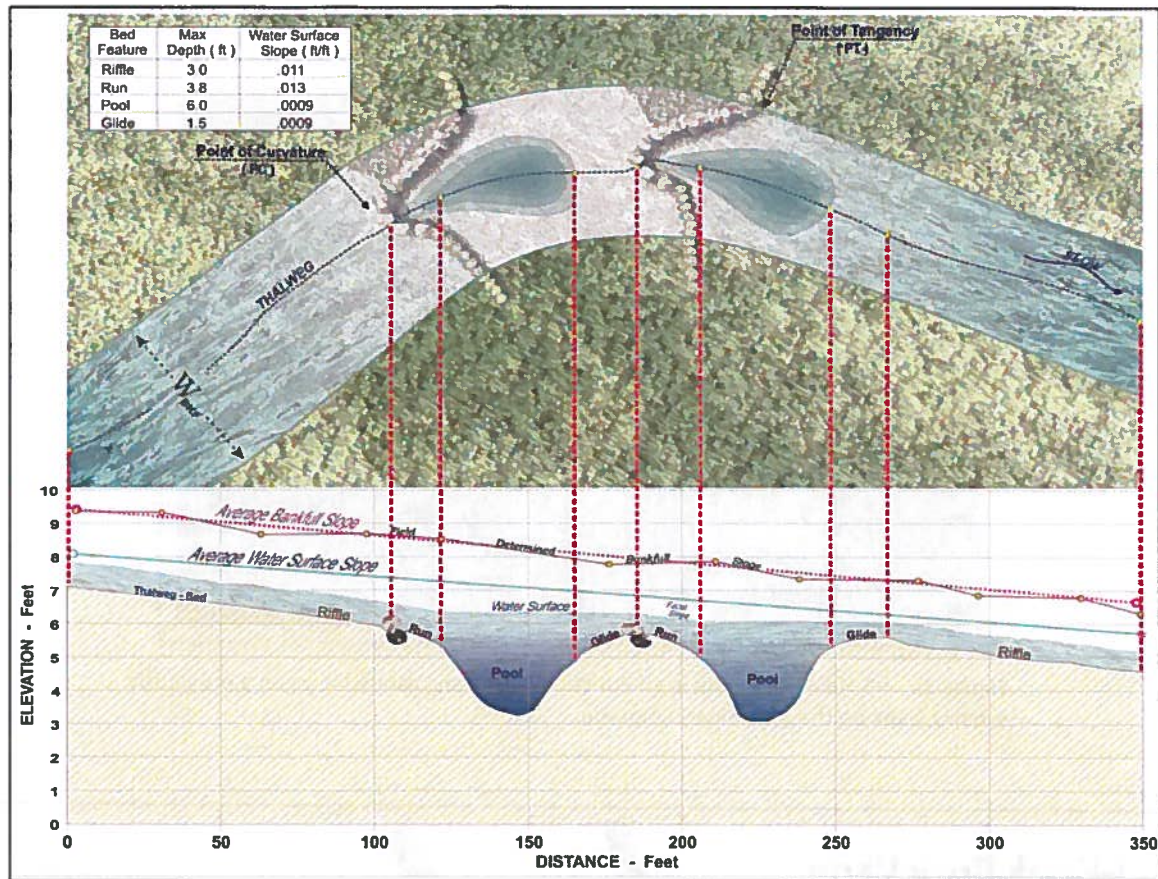 Bed Feature Max Depth ( ft ) Water Surface Slope ( ft/ft )
Riffle 3.0 .011
Run 3.8 .013
Pool 6.0 .0009
Glide 1.5 .0009
Point of Tangency
(PT)
Point of Curvature
(PC)
THALWEG
FLOW
W
10
9
8
7
6
5
4
3
2
1
0
ELEVATION - Feet
Average Bankfull Slope
Field Determined Bankfull Stage
Average Water Surface Slope
Thalweg - Bed
Riffle
Run
Water Surface
Pool
Glide
Run
Facet
Slope
Pool
Glide
Riffle
0 50 100 150 200 250 300 350
DISTANCE - Feet